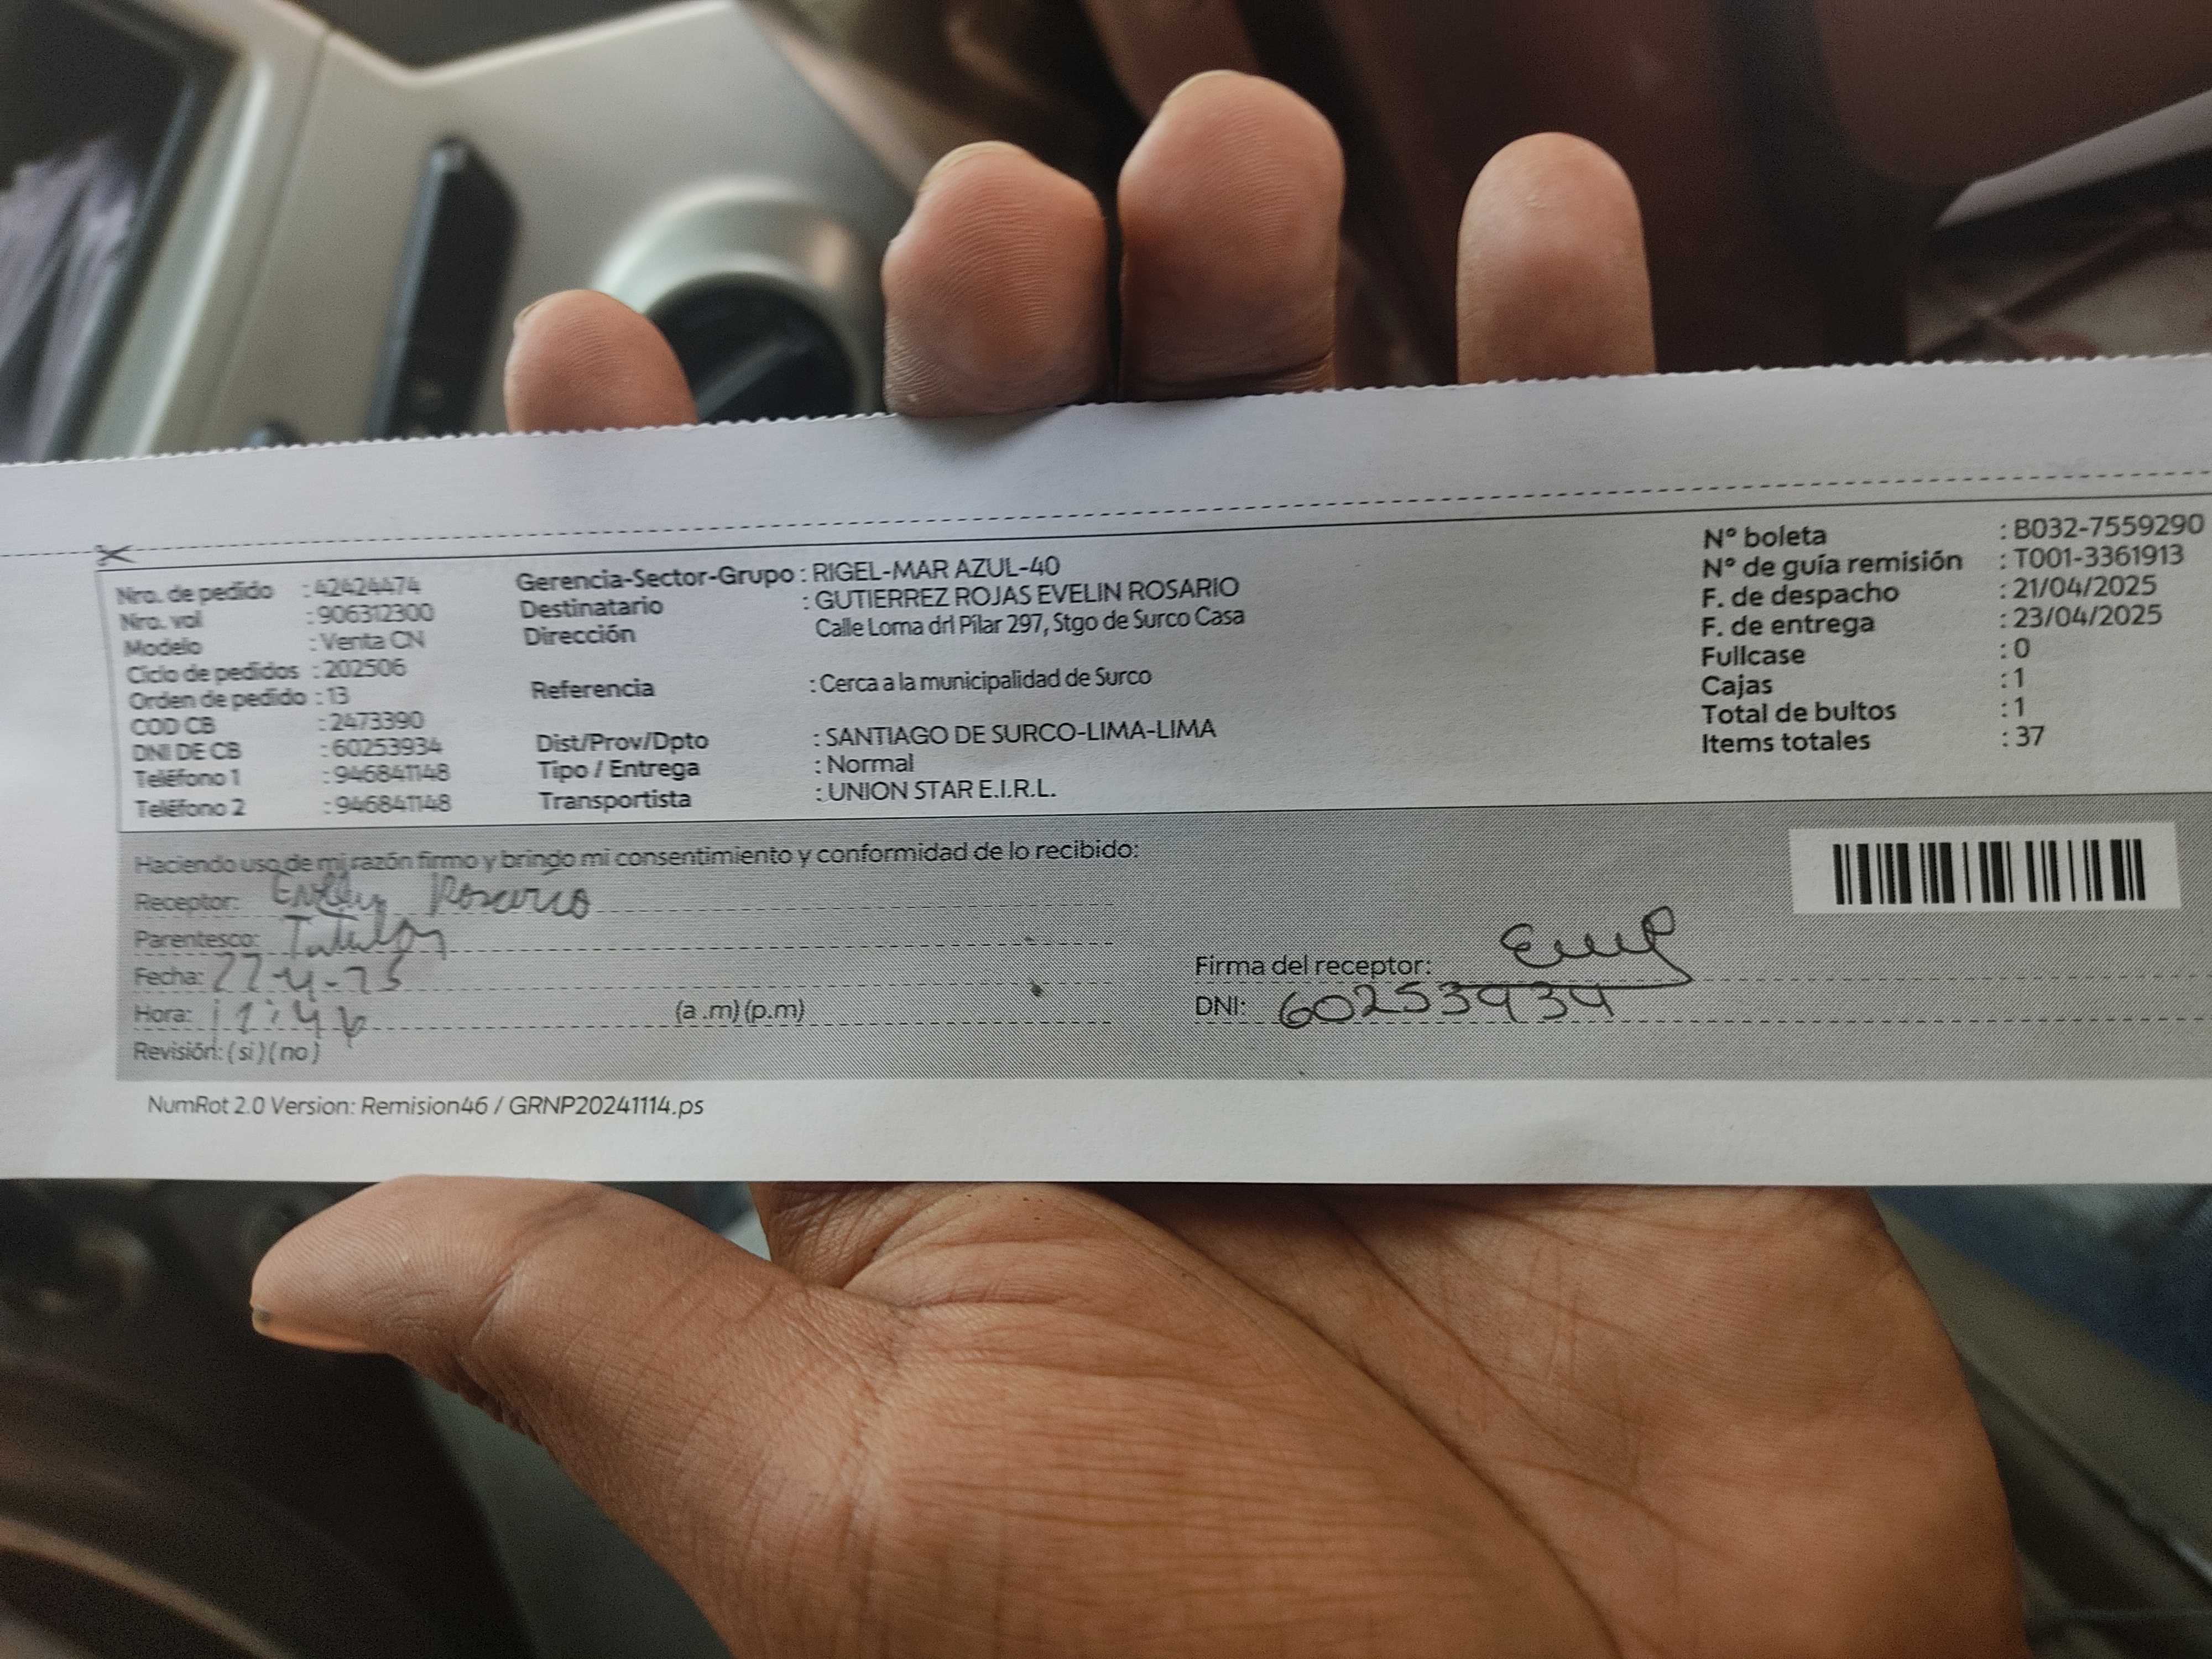 Nro. de pedido : 42424474
Nro. val : 906312300
Modelo : Venta CN
Ciclo de pedidos : 202506
Orden de pedido : 13
COD CB : 2473390
DNI DE CB : 60253934
Teléfono 1 : 946841148
Teléfono 2 : 946841148
Gerencia-Sector-Grupo : RIGEL-MAR AZUL-40
Destinatario : GUTIERREZ ROJAS EVELIN ROSARIO
Dirección Calle Loma drl Pilar 297, Stgo de Surco Casa
Referencia : Cerca a la municipalidad de Surco
Dist/Prov/Dpto : SANTIAGO DE SURCO-LIMA-LIMA
Tipo / Entrega : Normal
Transportista : UNION STAR E.I.R.L.
N° boleta : B032-7559290
N° de guía remisión : T001-3361913
F. de despacho : 21/04/2025
F. de entrega : 23/04/2025
Fullcase : 0
Cajas : 1
Total de bultos : 1
Items totales : 37
Haciendo uso de mi razón firmo y brindo mi consentimiento y conformidad de lo recibido:
Receptor: Rosario
Parentesco: Titular
Fecha:
Hora: (a .m) (p.m)
Revisión: ( si ) ( no )
Firma del receptor:
DNI: 60253934
NumRot 2.0 Version: Remision46 / GRNP20241114.ps